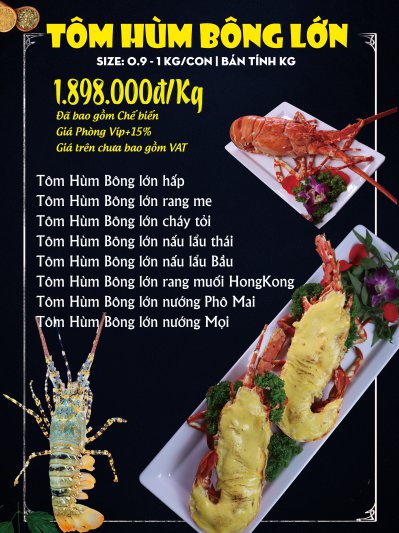 TÔM HÙM BÔNG LỚN
SIZE: 0.9 - 1 KG/CON | BÁN TÍNH KG
1.898.000đ/Kg
Đã bao gồm Chế biến
Giá Phòng Vip+15%
Giá trên chưa bao gồm VAT
Tôm Hùm Bông lớn hấp
Tôm Hùm Bông lớn rang me
Tôm Hùm Bông lớn cháy tỏi
Tôm Hùm Bông lớn nấu lẩu thái
Tôm Hùm Bông lớn nấu lẩu Bầu
Tôm Hùm Bông lớn rang muối HongKong
Tôm Hùm Bông lớn nướng Phô Mai
Tôm Hùm Bông lớn nướng Mọi